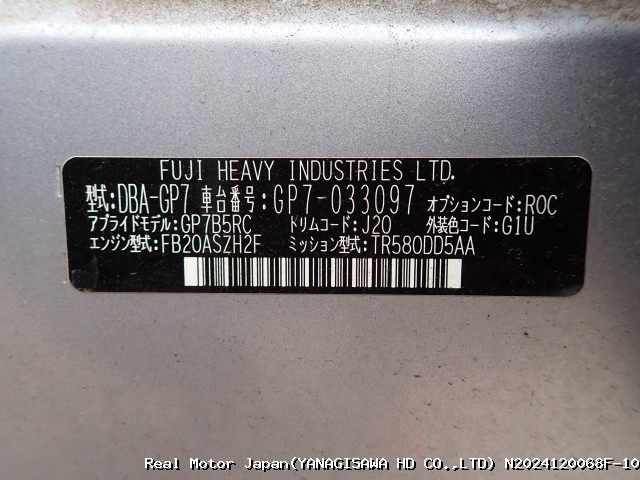 FUJI HEAVY INDUSTRIES LTD.
型式:DBA-GP7 車台番号:GP7-033097 オプションコード:ROC
アプライドモデル:GP7B5RC トリムコード:J20 外装色コード:G1U
エンジン型式:FB20ASZH2F ミッション型式:TR580DD5AA
Real Motor Japan(YANAGISAWA HD CO.,LTD) N2024120068F-10